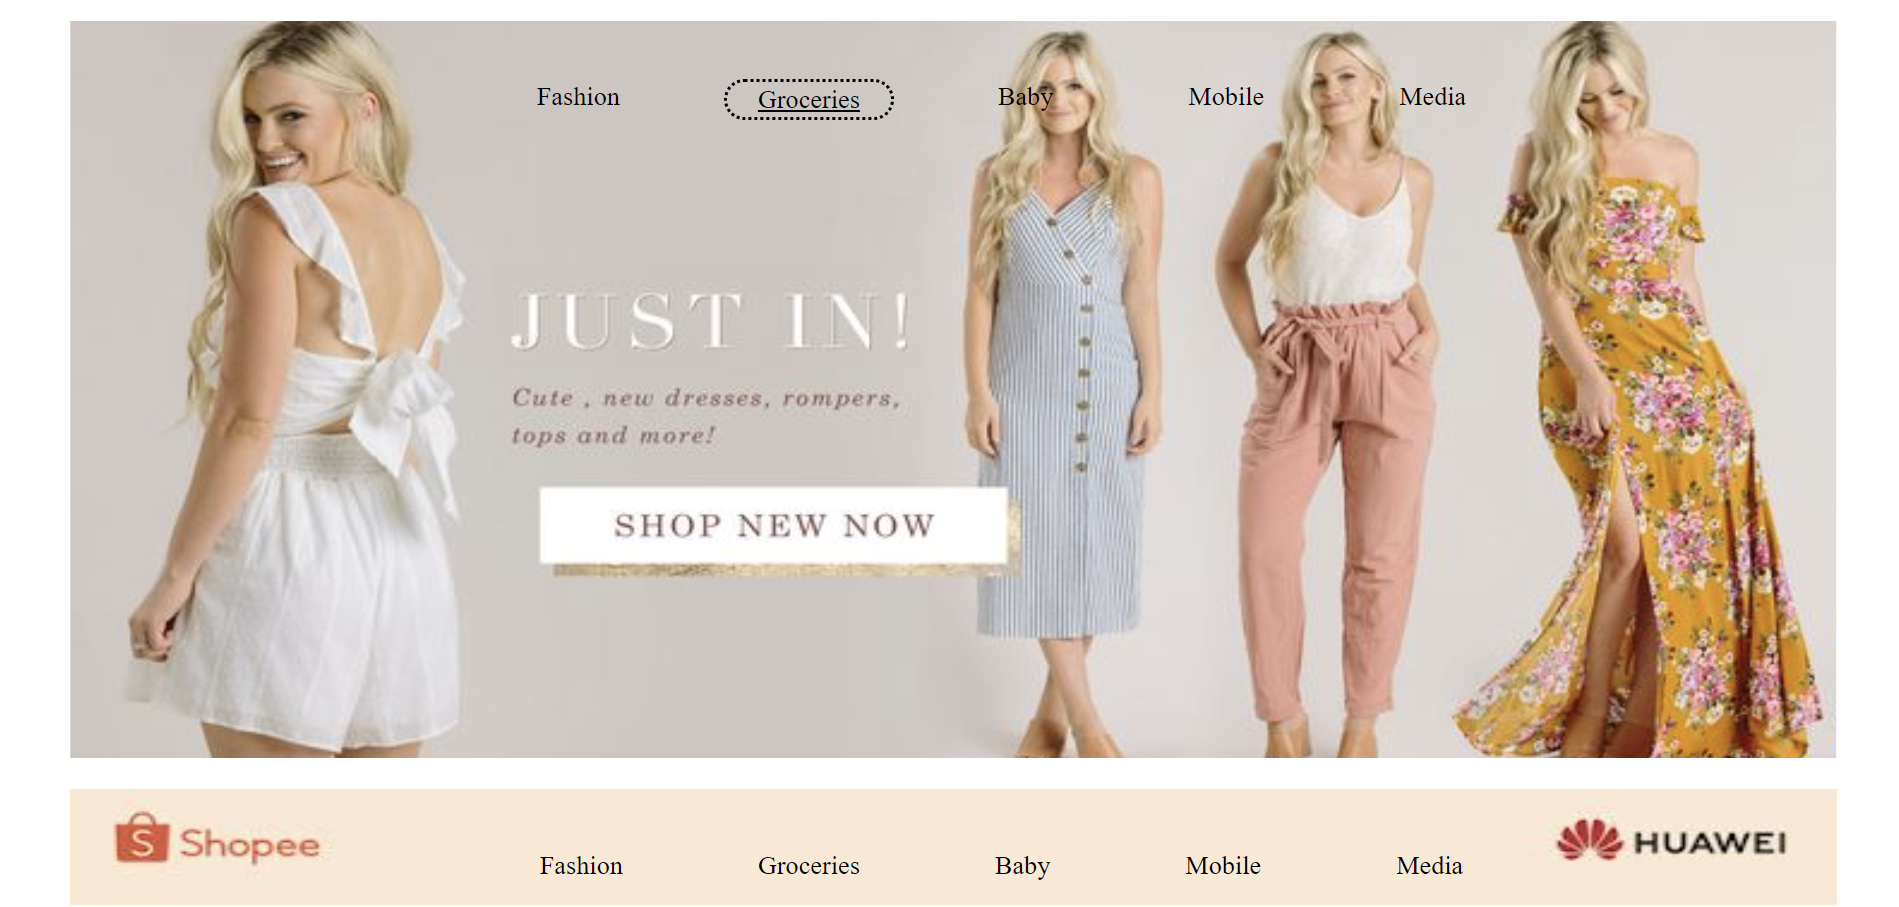 Fashion Groceries Baby Mobile Media
JUST IN!
Cute , new dresses, rompers,
tops and more!
SHOP NEW NOW
S Shopee
Fashion Groceries Baby Mobile Media
HUAWEI